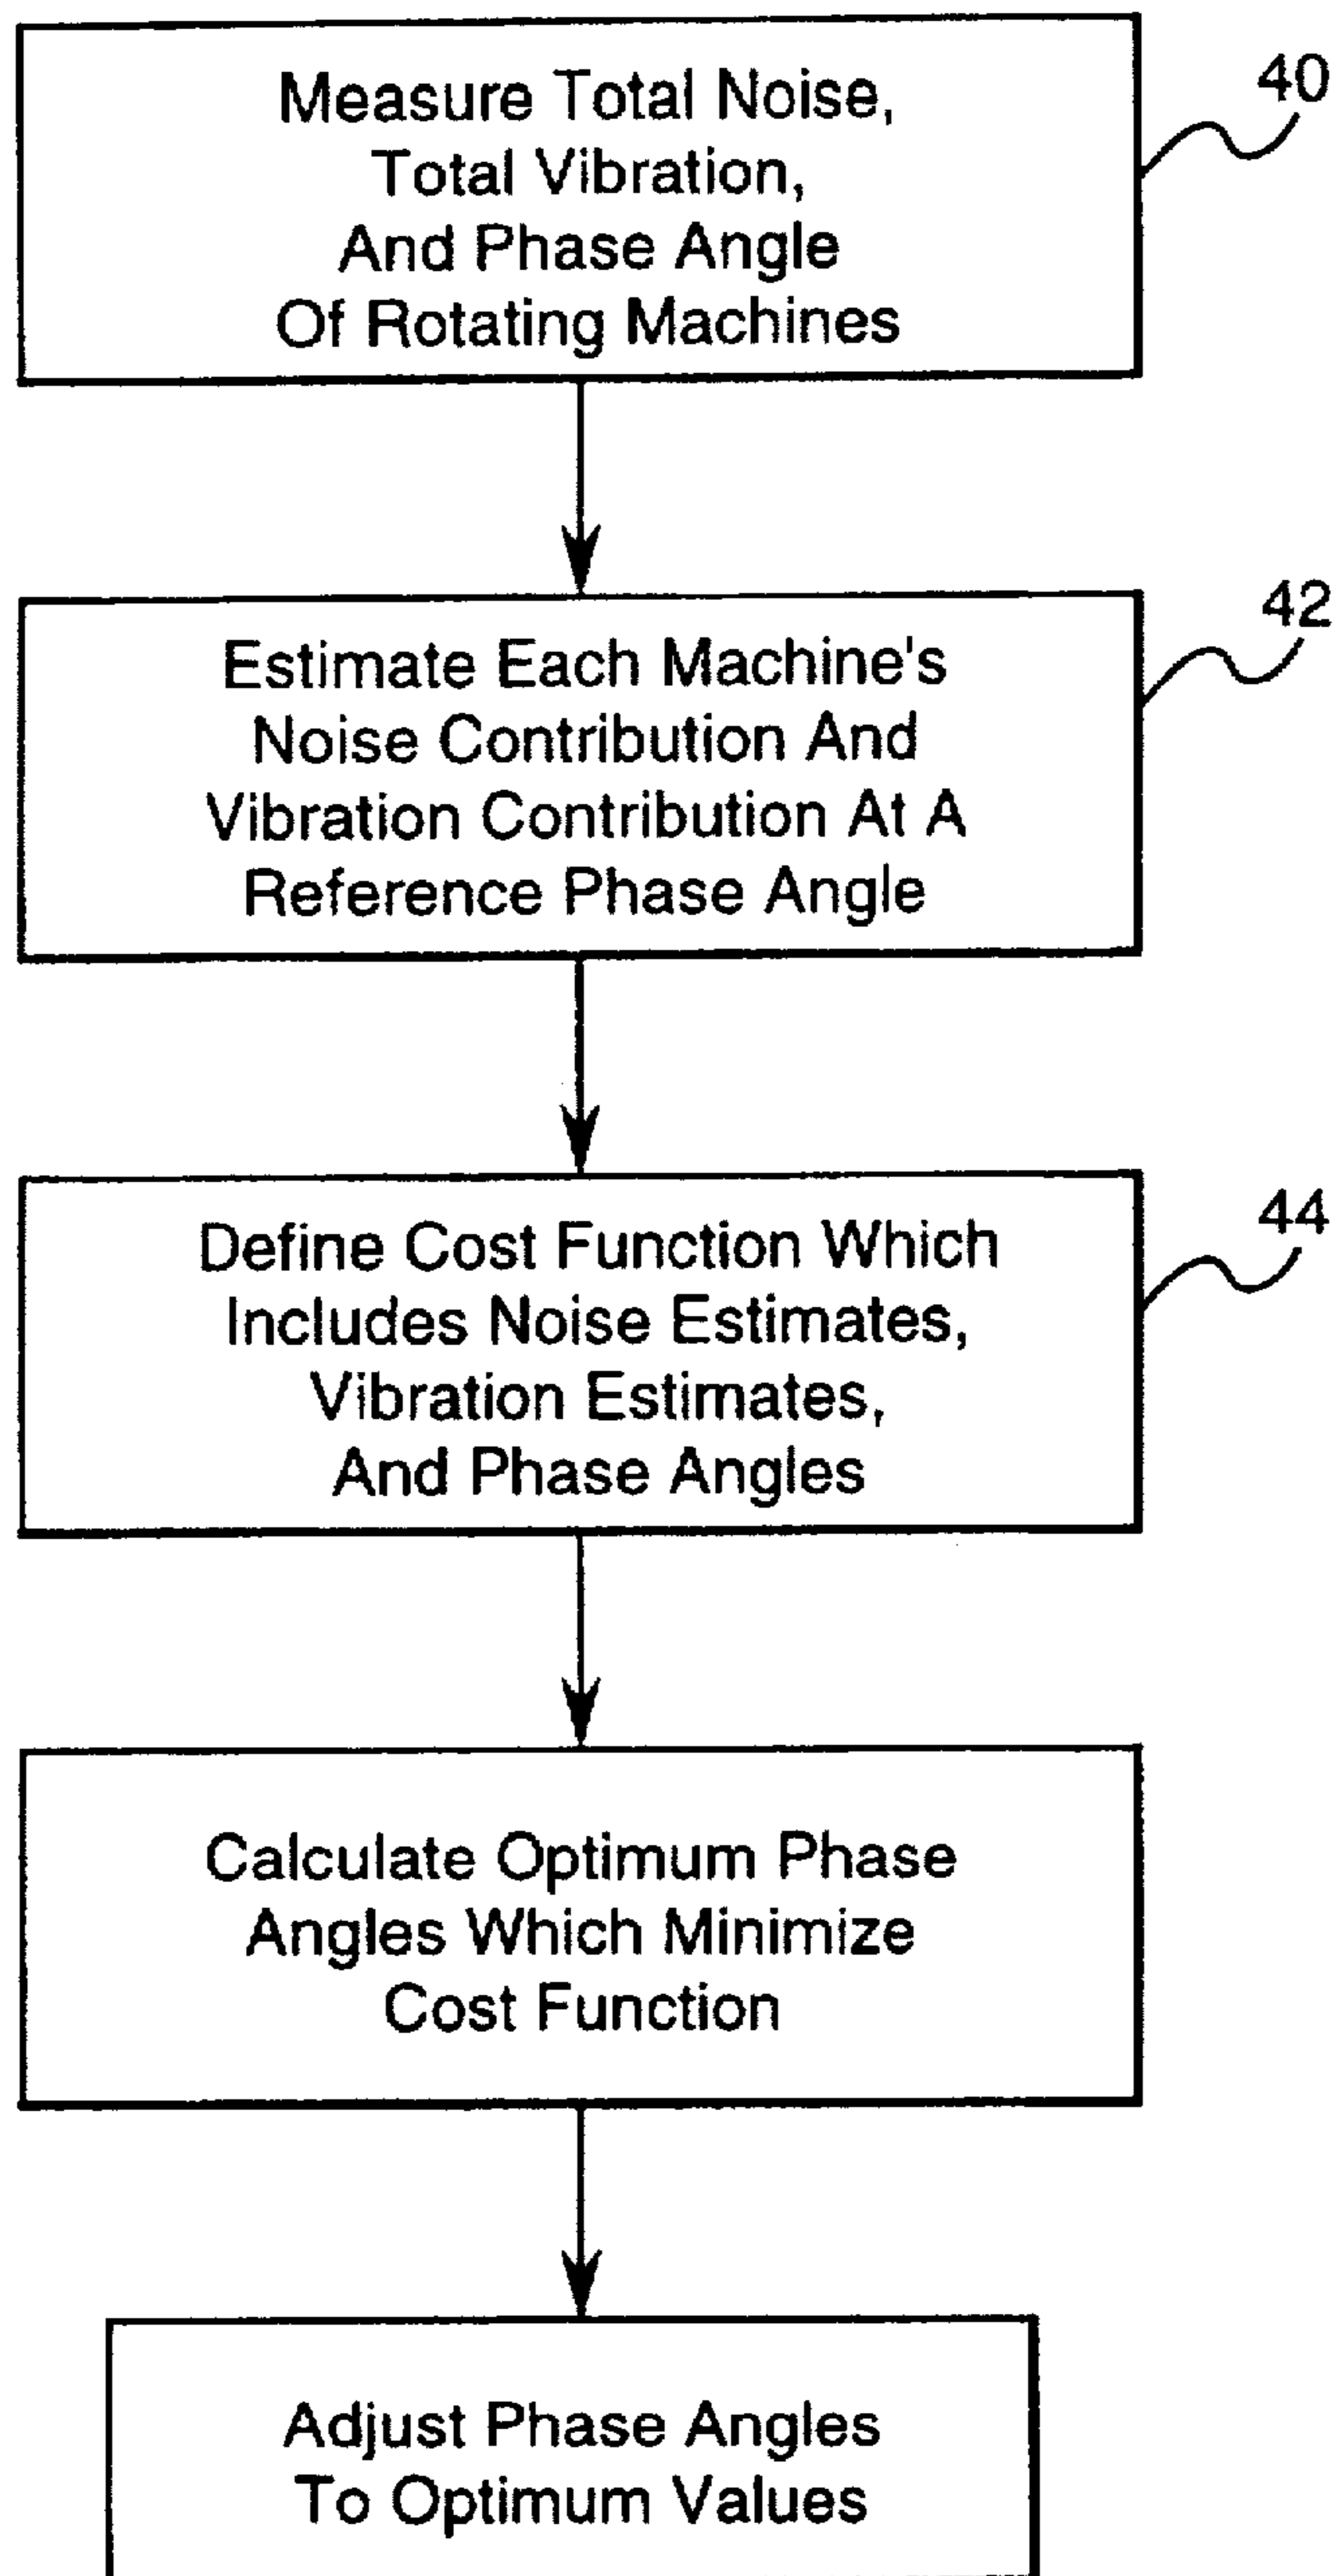 Measure Total Noise,
Total Vibration,
And Phase Angle
Of Rotating Machines
40
Estimate Each Machine's
Noise Contribution And
Vibration Contribution At A
Reference Phase Angle
42
Define Cost Function Which
Includes Noise Estimates,
Vibration Estimates,
And Phase Angles
44
Calculate Optimum Phase
Angles Which Minimize
Cost Function
Adjust Phase Angles
To Optimum Values